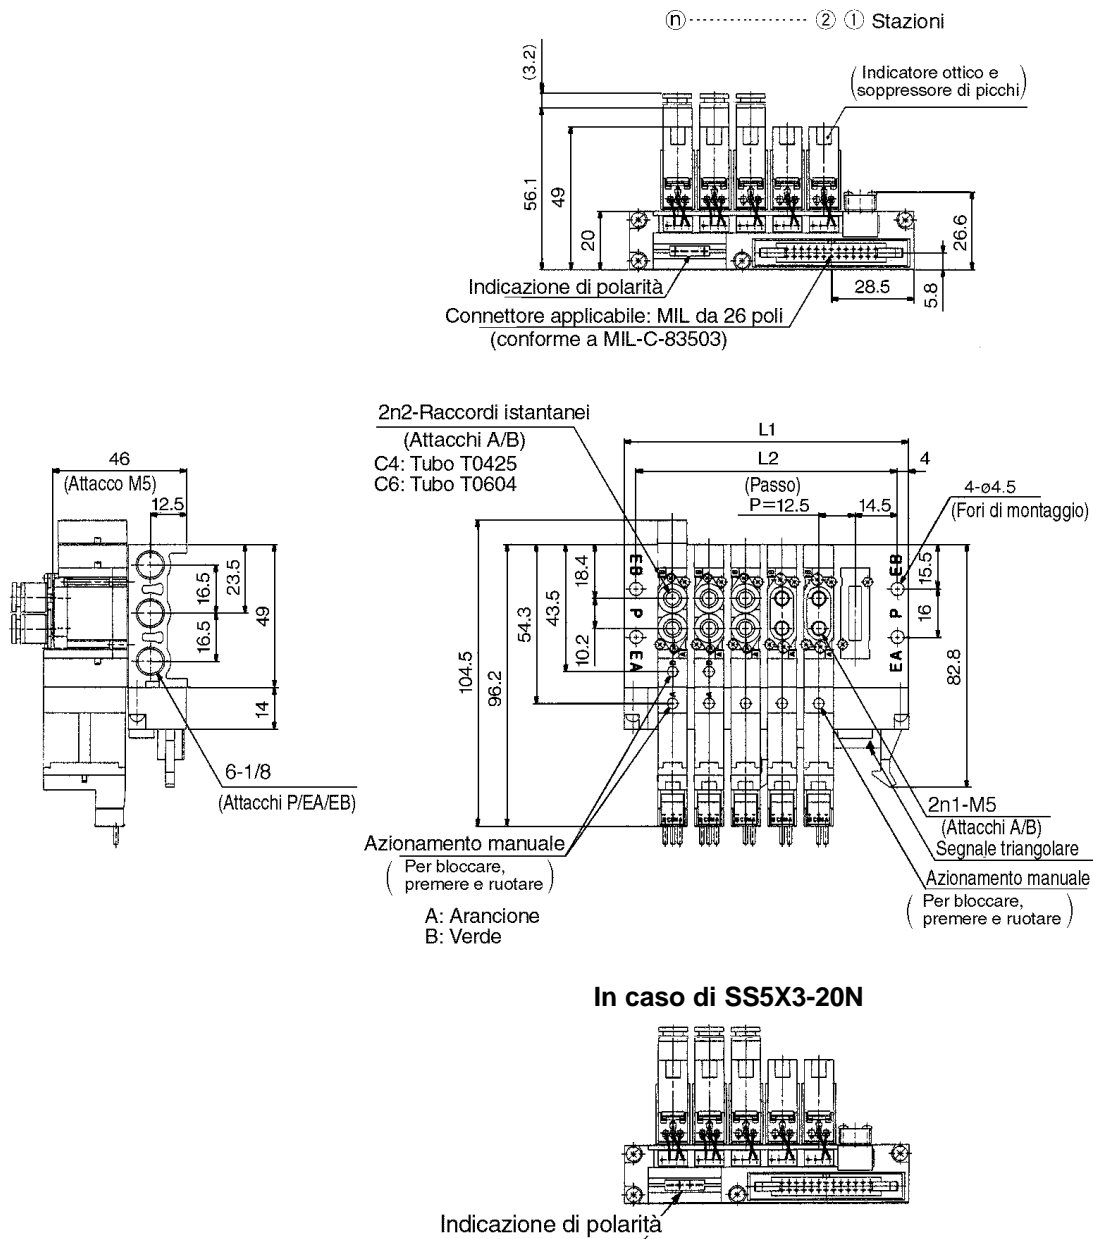 ⓝ ············ ② ① Stazioni
(3.2)
(Indicatore ottico e
soppressore di picchi)
56.1
49
20
26.6
5.8
28.5
Indicazione di polarità
Connettore applicabile: MIL da 26 poli
(conforme a MIL-C-83503)
2n2-Raccordi istantanei
(Attacchi A/B)
C4: Tubo T0425
C6: Tubo T0604
L1
L2
4
(Passo)
P=12.5
14.5
4-ø4.5
(Fori di montaggio)
46
(Attacco M5)
12.5
16.5
16.5
23.5
49
14
6-1/8
(Attacchi P/EA/EB)
104.5
96.2
54.3
43.5
18.4
10.2
EB
P
EA
EB
P
EA
15.5
16
82.8
2n1-M5
(Attacchi A/B)
Segnale triangolare
Azionamento manuale
(Per bloccare,
premere e ruotare)
Azionamento manuale
(Per bloccare,
premere e ruotare)
A: Arancione
B: Verde
In caso di SS5X3-20N
Indicazione di polarità